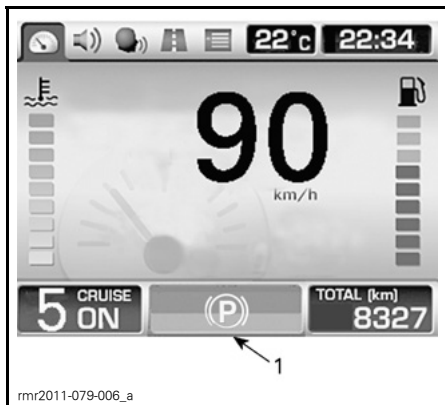 22°c 22:34
90
km/h
5 CRUISE ON
(P)
TOTAL (km)
8327
1
rmr2011-079-006_a